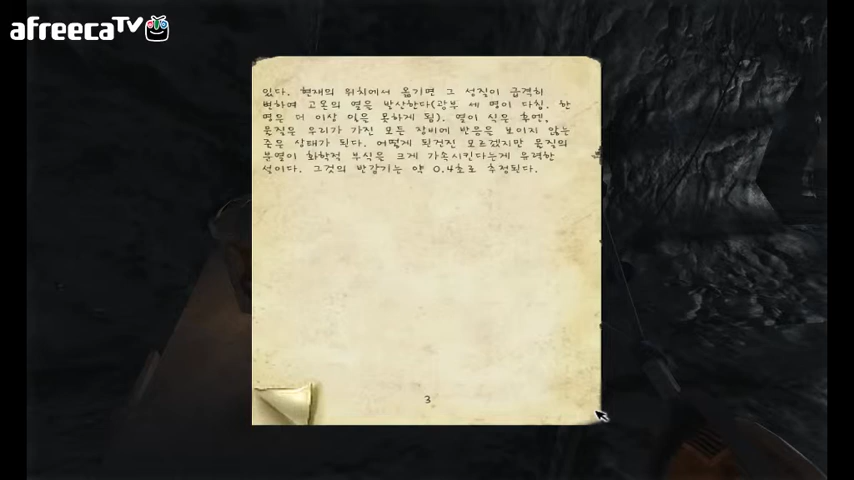 afreecaTV
있다. 현재의 위치에서 옮기면 그 성질이 급격히
변하여 고온의 열을 발산한다(광부 세 명이 다침. 한
명은 더 이상 일을 못하게 됨). 열이 식은 후엔,
물질은 우리가 가진 모든 장비에 반응을 보이지 않는
죽은 상태가 된다. 어떻게 된건진 모르겠지만 물질의
분열이 화학적 부식을 크게 가속시킨다는게 유력한
설이다. 그것의 반감기는 약 0.4초로 추정된다.
3